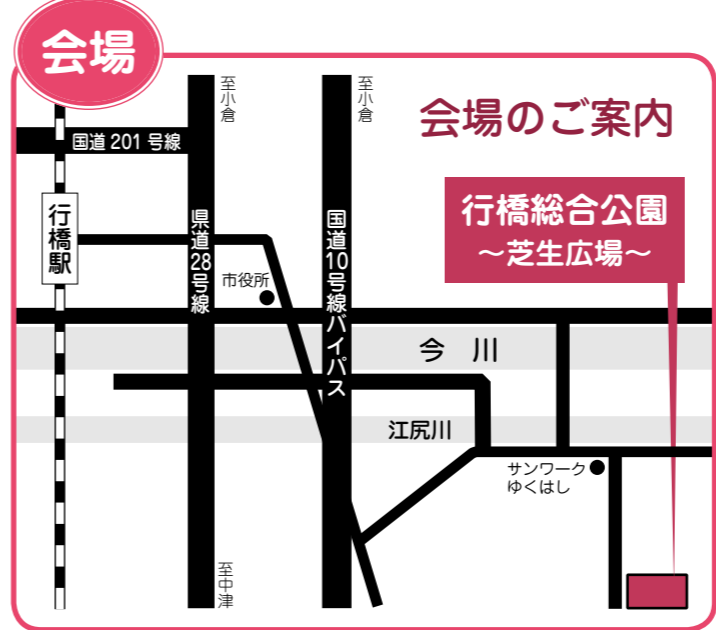 会場
会場のご案内
至小倉
至小倉
国道 201 号線
行橋総合公園
〜芝生広場〜
行橋駅
県道28号線
国道10号線バイパス
市役所
今 川
江尻川
サンワーク
ゆくはし
至中津